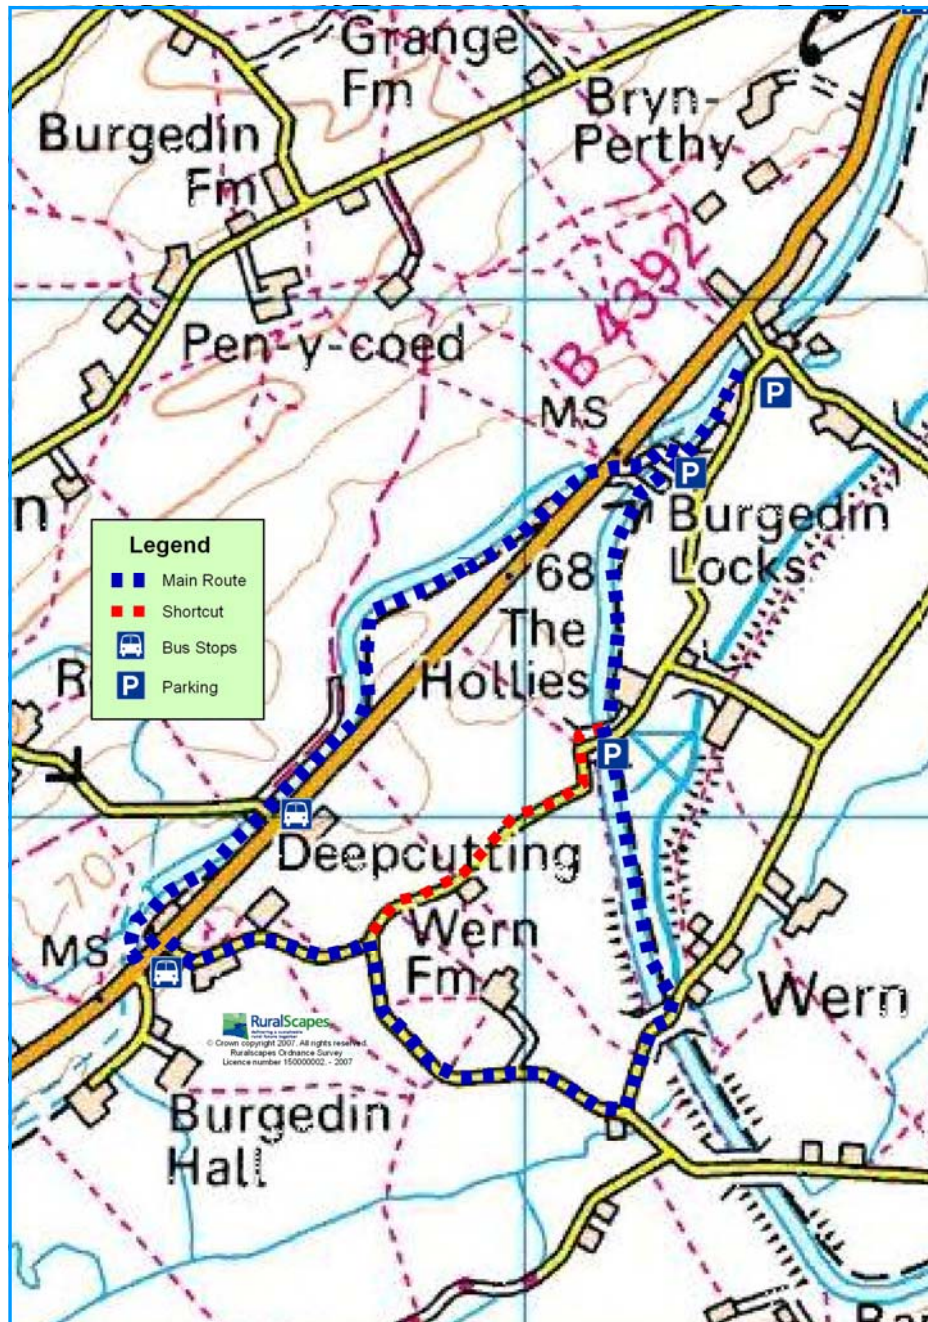 Grange
Fm
Bryn-
Perthy
Burgedin
Fm
B 4392
Pen-y-coed
MS
P
P
Burgedin
Locks
n
Legend
Main Route
Shortcut
Bus Stops
P Parking
68
The
Hollies
R
P
Deepcutting
70
MS
Wern
Fm
Wern
RuralScapes
© Crown copyright 2007. All rights reserved.
Ruralscapes Ordnance Survey
Licence number 150000002. - 2007
Burgedin
Hall